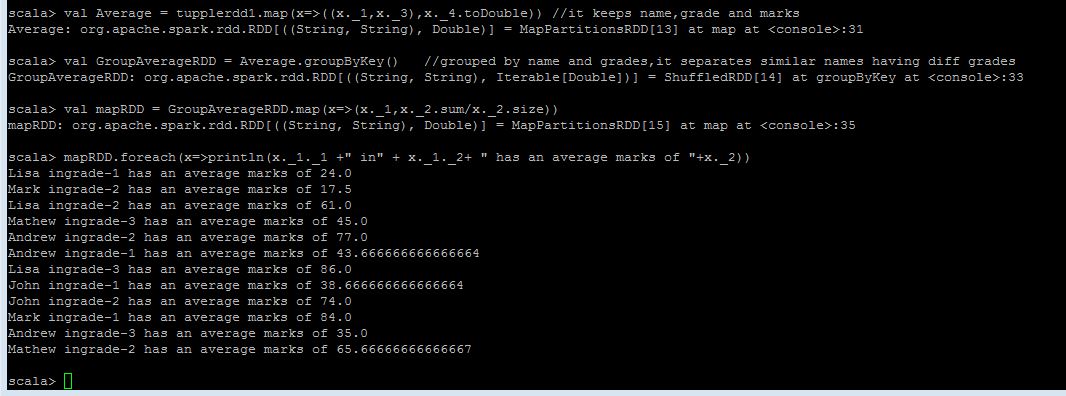 scala> val Average = tupplerdd1.map(x=>((x._1,x._3),x._4.toDouble)) //it keeps name,grade and marks
Average: org.apache.spark.rdd.RDD[((String, String), Double)] = MapPartitionsRDD[13] at map at <console>:31
scala> val GroupAverageRDD = Average.groupByKey()   //grouped by name and grades,it separates similar names having diff grades
GroupAverageRDD: org.apache.spark.rdd.RDD[((String, String), Iterable[Double])] = ShuffledRDD[14] at groupByKey at <console>:33
scala> val mapRDD = GroupAverageRDD.map(x=>(x._1,x._2.sum/x._2.size))
mapRDD: org.apache.spark.rdd.RDD[((String, String), Double)] = MapPartitionsRDD[15] at map at <console>:35
scala> mapRDD.foreach(x=>println(x._1._1 +" in" + x._1._2+ " has an average marks of "+x._2))
Lisa ingrade-1 has an average marks of 24.0
Mark ingrade-2 has an average marks of 17.5
Lisa ingrade-2 has an average marks of 61.0
Mathew ingrade-3 has an average marks of 45.0
Andrew ingrade-2 has an average marks of 77.0
Andrew ingrade-1 has an average marks of 43.666666666666664
Lisa ingrade-3 has an average marks of 86.0
John ingrade-1 has an average marks of 38.666666666666664
John ingrade-2 has an average marks of 74.0
Mark ingrade-1 has an average marks of 84.0
Andrew ingrade-3 has an average marks of 35.0
Mathew ingrade-2 has an average marks of 65.66666666666667
scala>